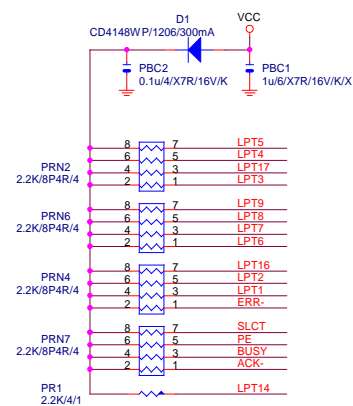 D1
VCC
CD4148W P/1206/300mA
PBC2
0.1u/4/X7R/16V/K
PBC1
1u/6/X7R/16V/K/X
8 7 LPT5
6 5 LPT4
PRN2 4 3 LPT17
2.2K/8P4R/4 2 1 LPT3
8 7 LPT9
PRN6 6 5 LPT8
2.2K/8P4R/4 4 3 LPT7
2 1 LPT6
8 7 LPT16
PRN4 6 5 LPT2
2.2K/8P4R/4 4 3 LPT1
2 1 ERR-
8 7 SLCT
PRN7 6 5 PE
2.2K/8P4R/4 4 3 BUSY
2 1 ACK-
PR1 LPT14
2.2K/4/1